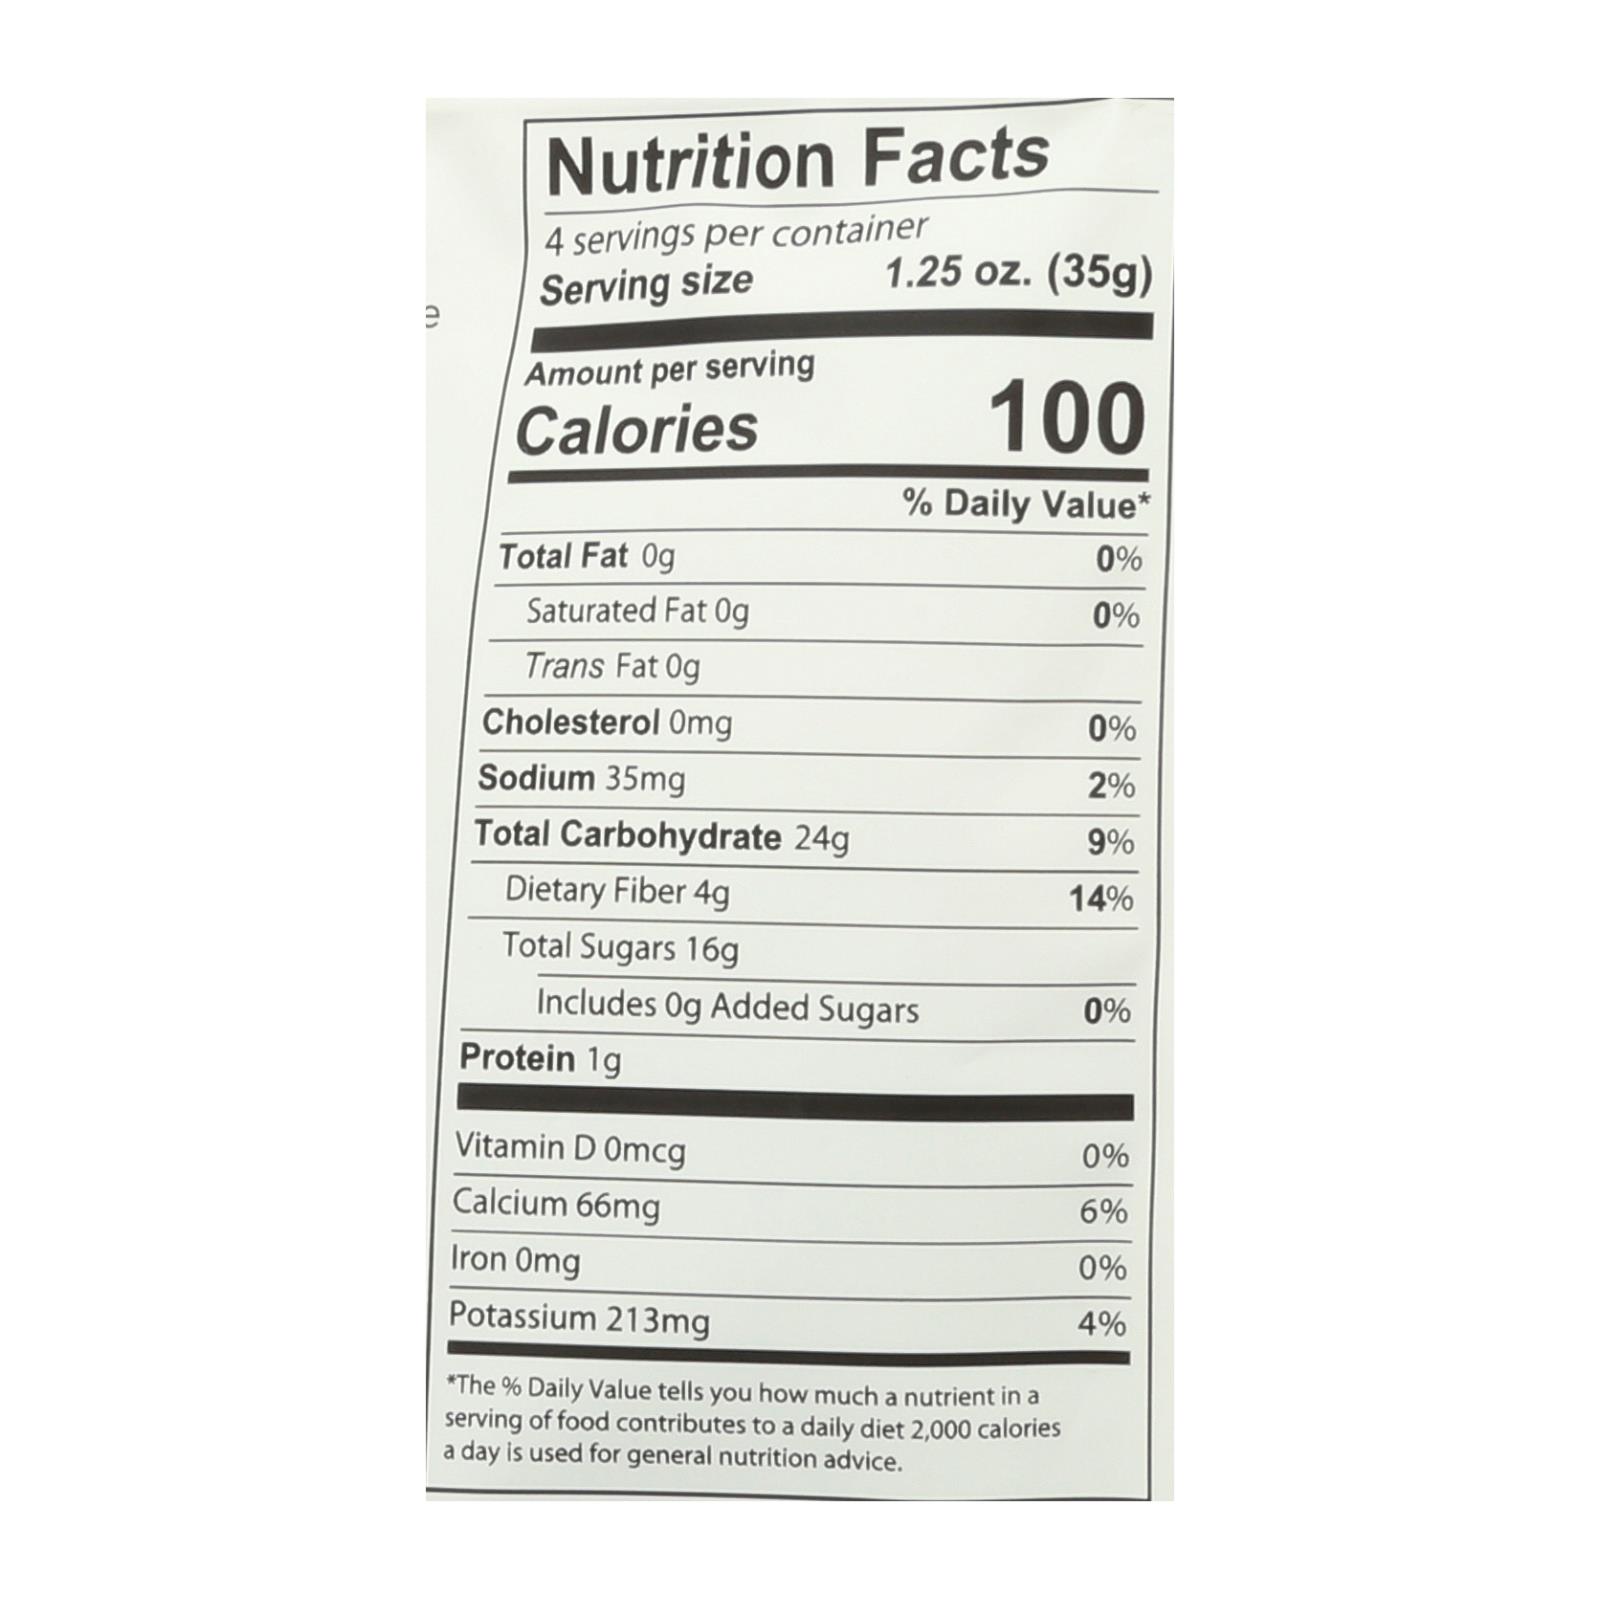 Nutrition Facts
4 servings per container
Serving size 1.25 oz. (35g)
e
Amount per serving
Calories 100
% Daily Value*
Total Fat 0g 0%
Saturated Fat 0g 0%
Trans Fat 0g
Cholesterol 0mg 0%
Sodium 35mg 2%
Total Carbohydrate 24g 9%
Dietary Fiber 4g 14%
Total Sugars 16g
Includes 0g Added Sugars 0%
Protein 1g
Vitamin D 0mcg 0%
Calcium 66mg 6%
Iron 0mg 0%
Potassium 213mg 4%
*The % Daily Value tells you how much a nutrient in a
serving of food contributes to a daily diet 2,000 calories
a day is used for general nutrition advice.